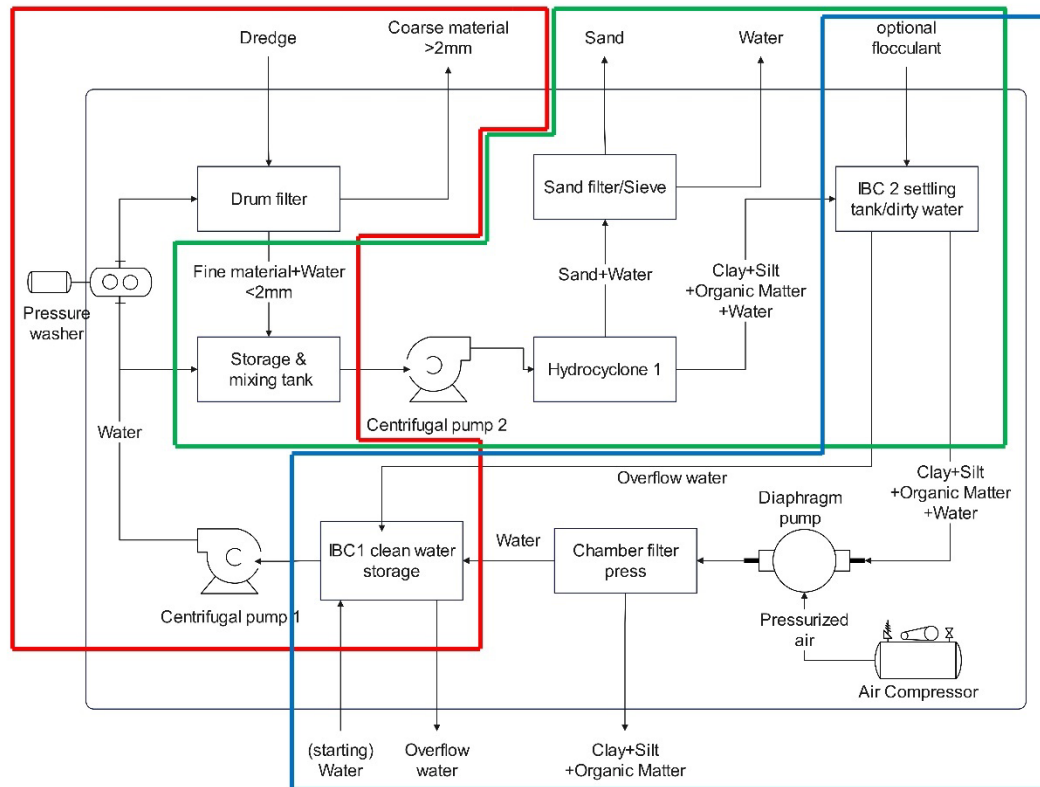 Dredge
Coarse material
>2mm
Sand
Water
optional
flocculant
Drum filter
Sand filter/Sieve
IBC 2 settling
tank/dirty water
Fine material+Water
<2mm
Sand+Water
Clay+Silt
+Organic Matter
+Water
Pressure
washer
Storage &
mixing tank
Hydrocyclone 1
Centrifugal pump 2
Water
Overflow water
Clay+Silt
+Organic Matter
+Water
Diaphragm
pump
IBC1 clean water
storage
Water
Chamber filter
press
Centrifugal pump 1
Pressurized
air
Air Compressor
(starting)
Water
Overflow
water
Clay+Silt
+Organic Matter